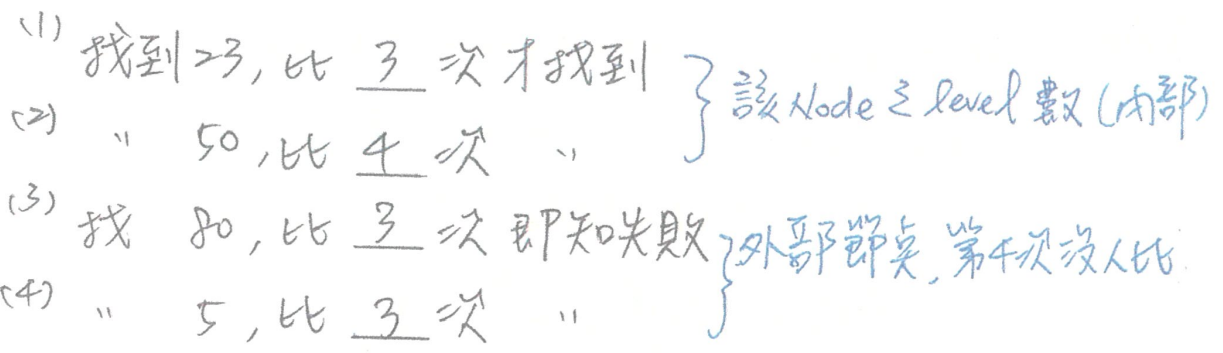 (1) 找到23, 比 3 次才找到
(2) " 50, 比 4 次 "
} 該Node之level數(內部)
(3) 找 80, 比 3 次即知失敗
(4) " 5, 比 3 次 "
} 外部節點, 第4次沒人比